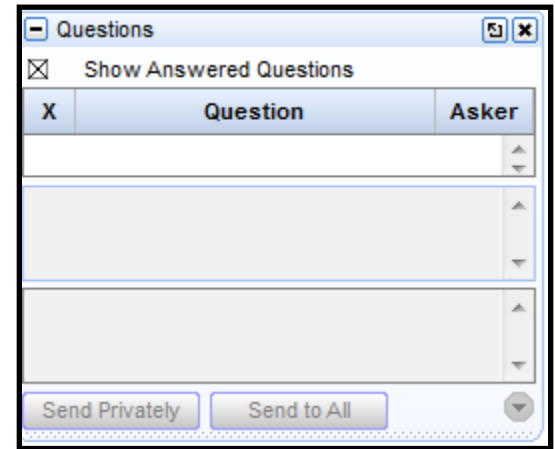 Questions
Show Answered Questions
X Question Asker
Send Privately Send to All